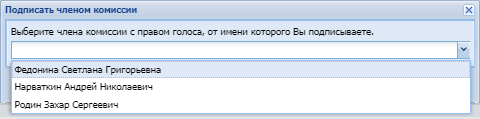 Подписать членом комиссии
Выберите члена комиссии с правом голоса, от имени которого Вы подписываете.
Федонина Светлана Григорьевна
Нарваткин Андрей Николаевич
Родин Захар Сергеевич